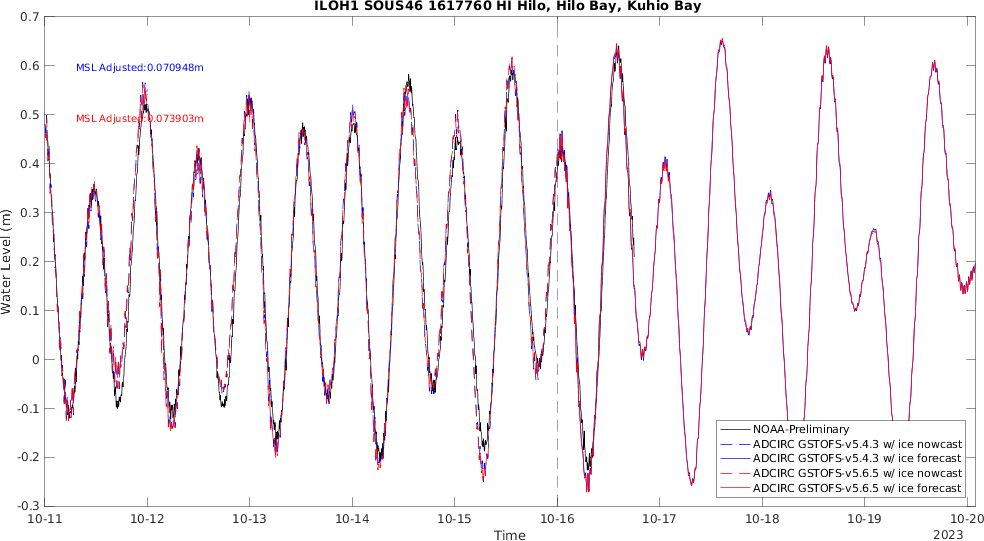 ILOH1 SOUS46 1617760 HI Hilo, Hilo Bay, Kuhio Bay
0.7
0.6
0.5
0.4
0.3
0.2
0.1
0
-0.1
-0.2
-0.3
Water Level (m)
MSL Adjusted:0.070948m
MSL Adjusted:0.073903m
NOAA-Preliminary
ADCIRC GSTOFS-v5.4.3 w/ ice nowcast
ADCIRC GSTOFS-v5.4.3 w/ ice forecast
ADCIRC GSTOFS-v5.6.5 w/ ice nowcast
ADCIRC GSTOFS-v5.6.5 w/ ice forecast
10-11 10-12 10-13 10-14 10-15 10-16 10-17 10-18 10-19 10-20
Time 2023